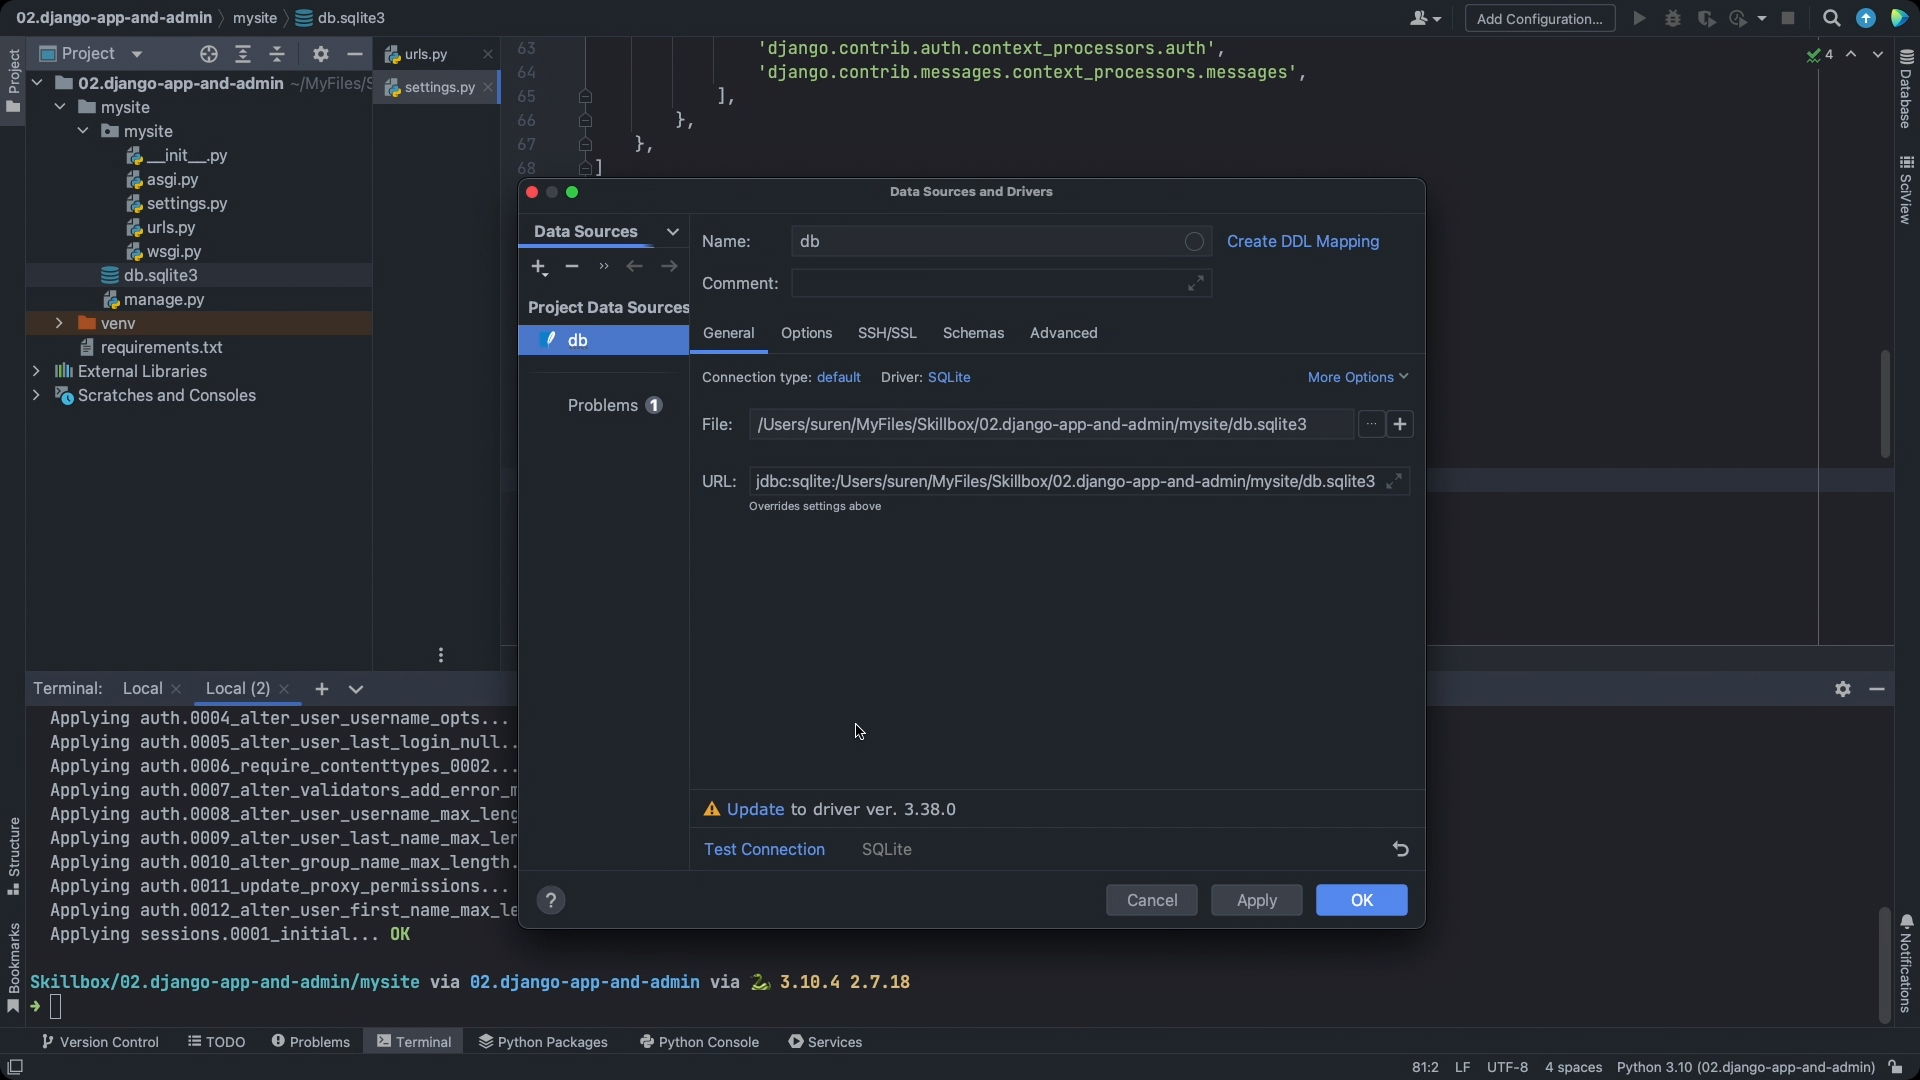 02.django-app-and-admin mysite db.sqlite3
Add Configuration...
Project
Project
02.django-app-and-admin ~/MyFiles/S
mysite
mysite
__init__.py
asgi.py
settings.py
urls.py
wsgi.py
db.sqlite3
manage.py
venv
requirements.txt
External Libraries
Scratches and Consoles
urls.py
settings.py
63 'django.contrib.auth.context_processors.auth',
64 'django.contrib.messages.context_processors.messages',
65 ],
66 },
67 },
68 ]
4
Database
SciView
Data Sources and Drivers
Data Sources
Project Data Sources
db
Problems 1
Name: db
Create DDL Mapping
Comment:
General Options SSH/SSL Schemas Advanced
Connection type: default Driver: SQLite More Options
File: /Users/suren/MyFiles/Skillbox/02.django-app-and-admin/mysite/db.sqlite3
URL: jdbc:sqlite:/Users/suren/MyFiles/Skillbox/02.django-app-and-admin/mysite/db.sqlite3
Overrides settings above
Update to driver ver. 3.38.0
Test Connection SQLite
? Cancel Apply OK
Terminal: Local Local (2)
Applying auth.0004_alter_user_username_opts...
Applying auth.0005_alter_user_last_login_null..
Applying auth.0006_require_contenttypes_0002...
Applying auth.0007_alter_validators_add_error_m
Applying auth.0008_alter_user_username_max_leng
Applying auth.0009_alter_user_last_name_max_len
Applying auth.0010_alter_group_name_max_length.
Applying auth.0011_update_proxy_permissions...
Applying auth.0012_alter_user_first_name_max_le
Applying sessions.0001_initial... OK
Skillbox/02.django-app-and-admin/mysite via 02.django-app-and-admin via 3.10.4 2.7.18
Structure
Bookmarks
Notifications
Version Control TODO Problems Terminal Python Packages Python Console Services
81:2 LF UTF-8 4 spaces Python 3.10 (02.django-app-and-admin)